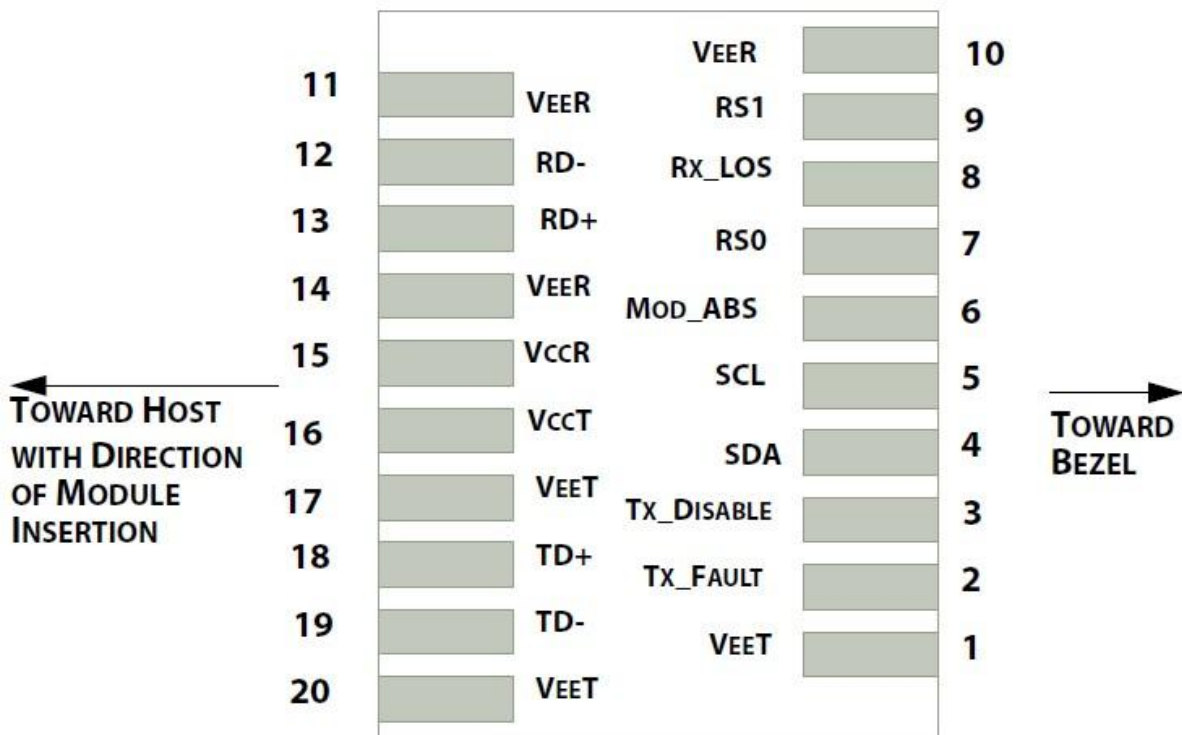 11 VEER
12 RD-
13 RD+
14 VEER
15 VCCR
16 VCCT
17 VEET
18 TD+
19 TD-
20 VEET
TOWARD HOST
WITH DIRECTION
OF MODULE
INSERTION
VEER 10
RS1 9
RX_LOS 8
RS0 7
MOD_ABS 6
SCL 5
SDA 4
TX_DISABLE 3
TX_FAULT 2
VEET 1
TOWARD
BEZEL